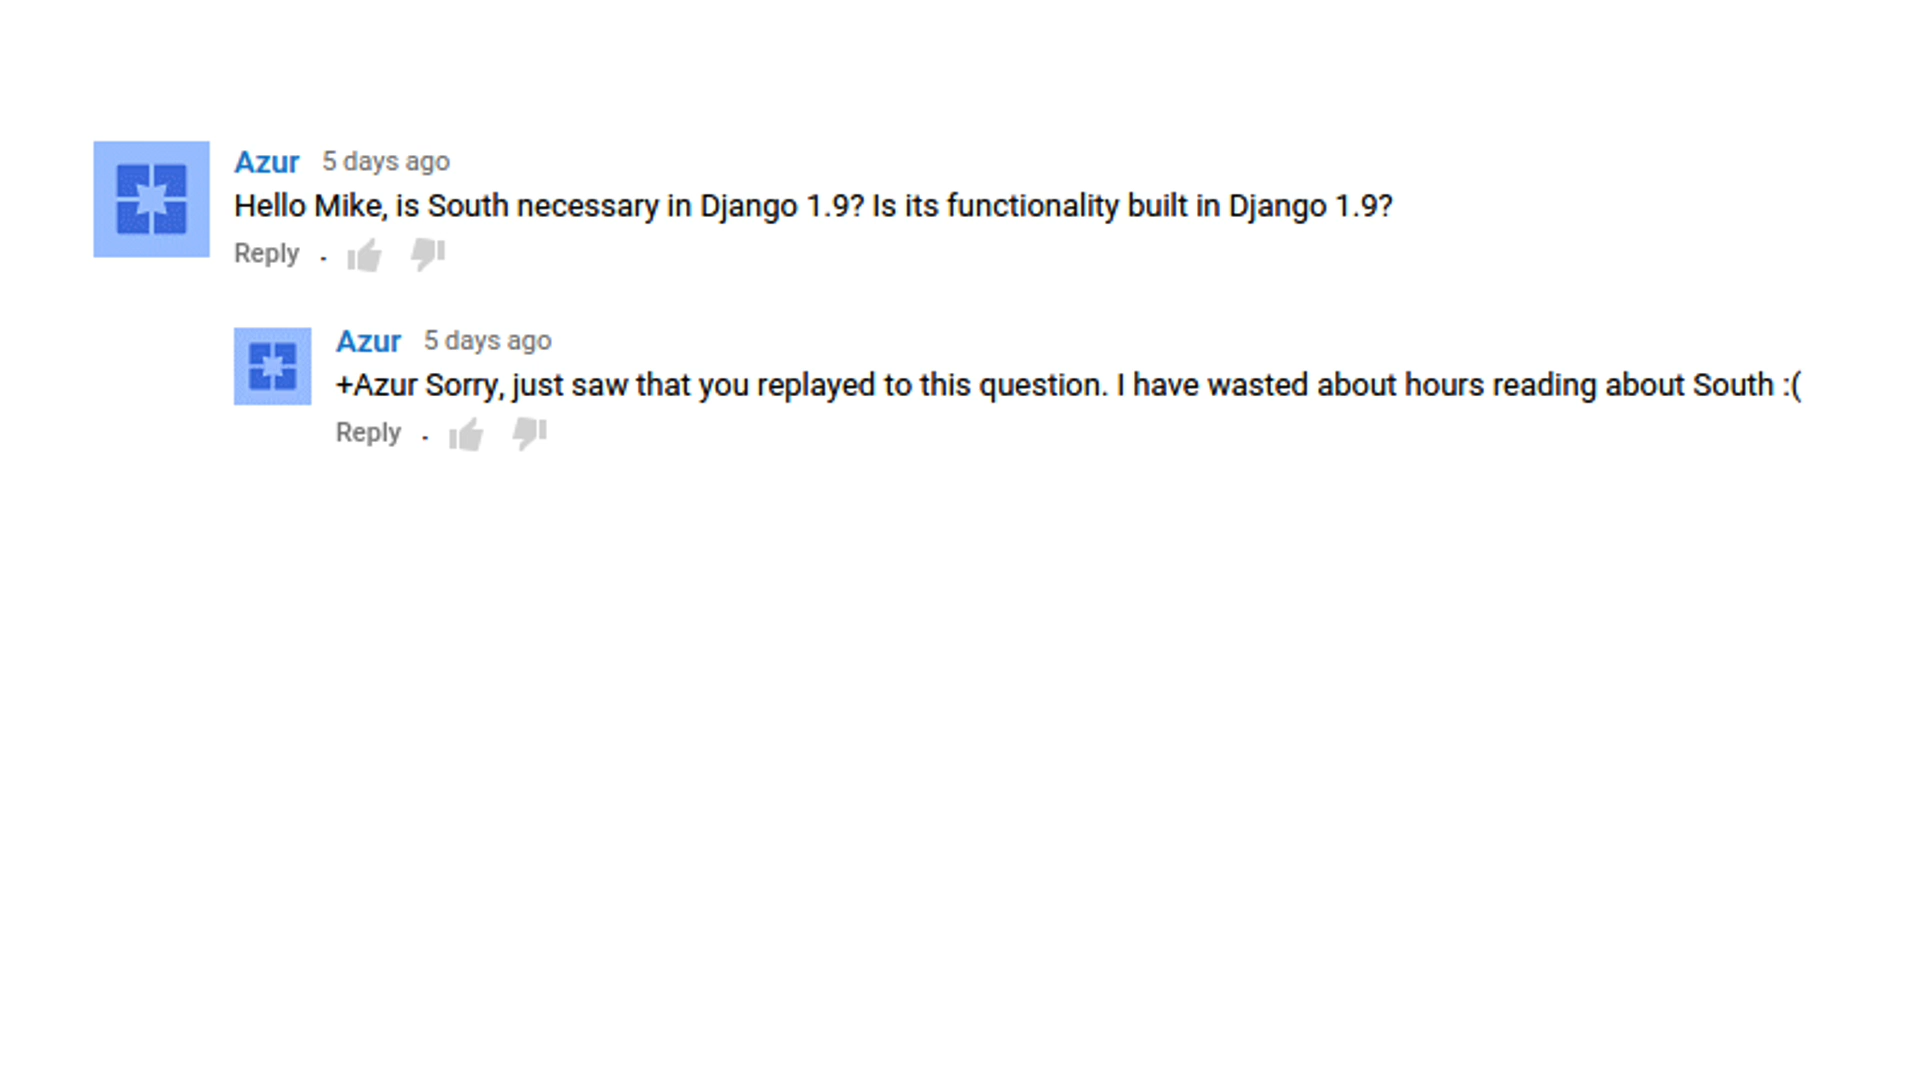 Azur 5 days ago
Hello Mike, is South necessary in Django 1.9? Is its functionality built in Django 1.9?
Reply .
Azur 5 days ago
+Azur Sorry, just saw that you replayed to this question. I have wasted about hours reading about South :(
Reply .